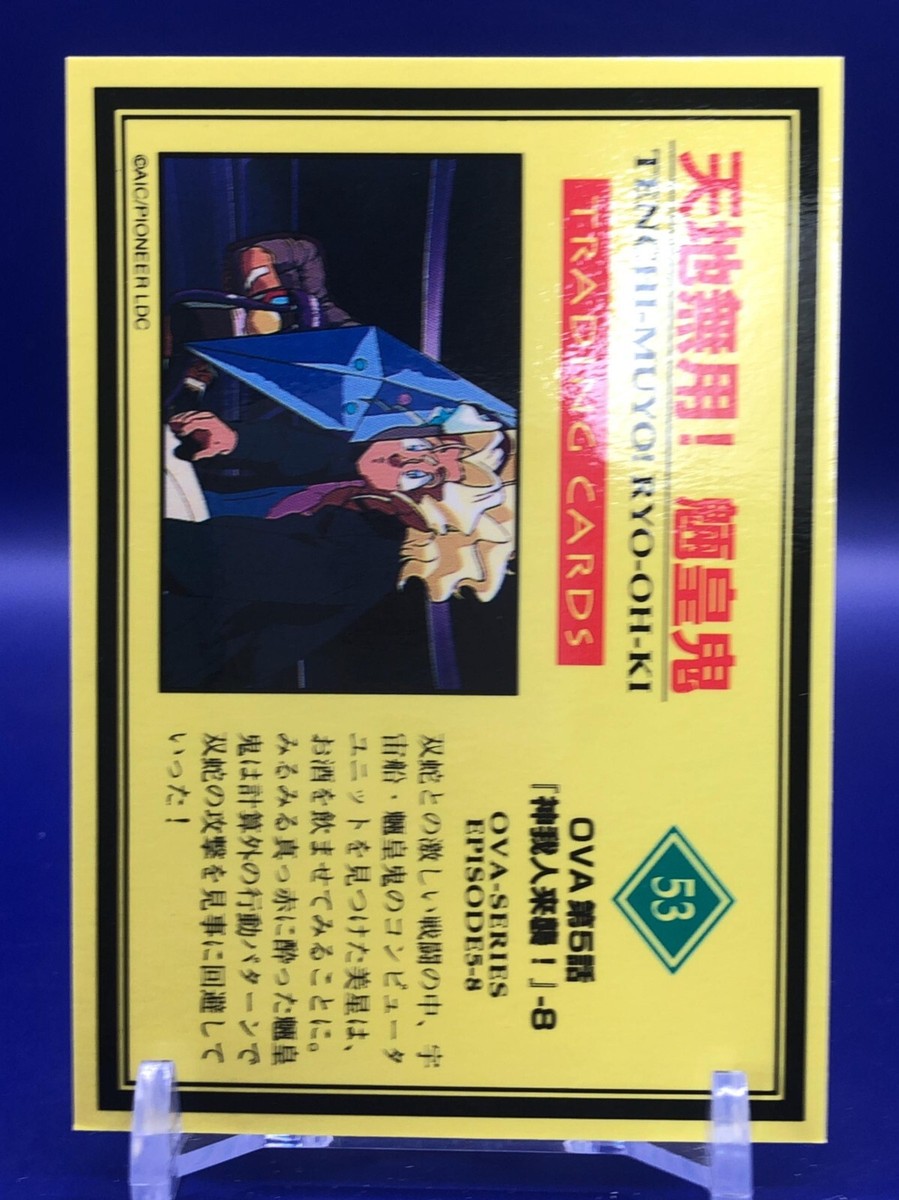 天地無用! 魎皇鬼
TENCHI-MUYO! RYO-OH-KI
TRADING CARDS
53
OVA 第5話
『神我人来襲!』-8
OVA-SERIES
EPISODE5-8
双蛇との激しい戦闘の中、宇
宙船・魎皇鬼のコンピュータ
ユニットを見つけた美星は、
お酒を飲ませてみることに。
みるみる真っ赤に酔った魎皇
鬼は計算外の行動パターンで
双蛇の攻撃を見事に回避して
いった!
©AIC/PIONEER LDC